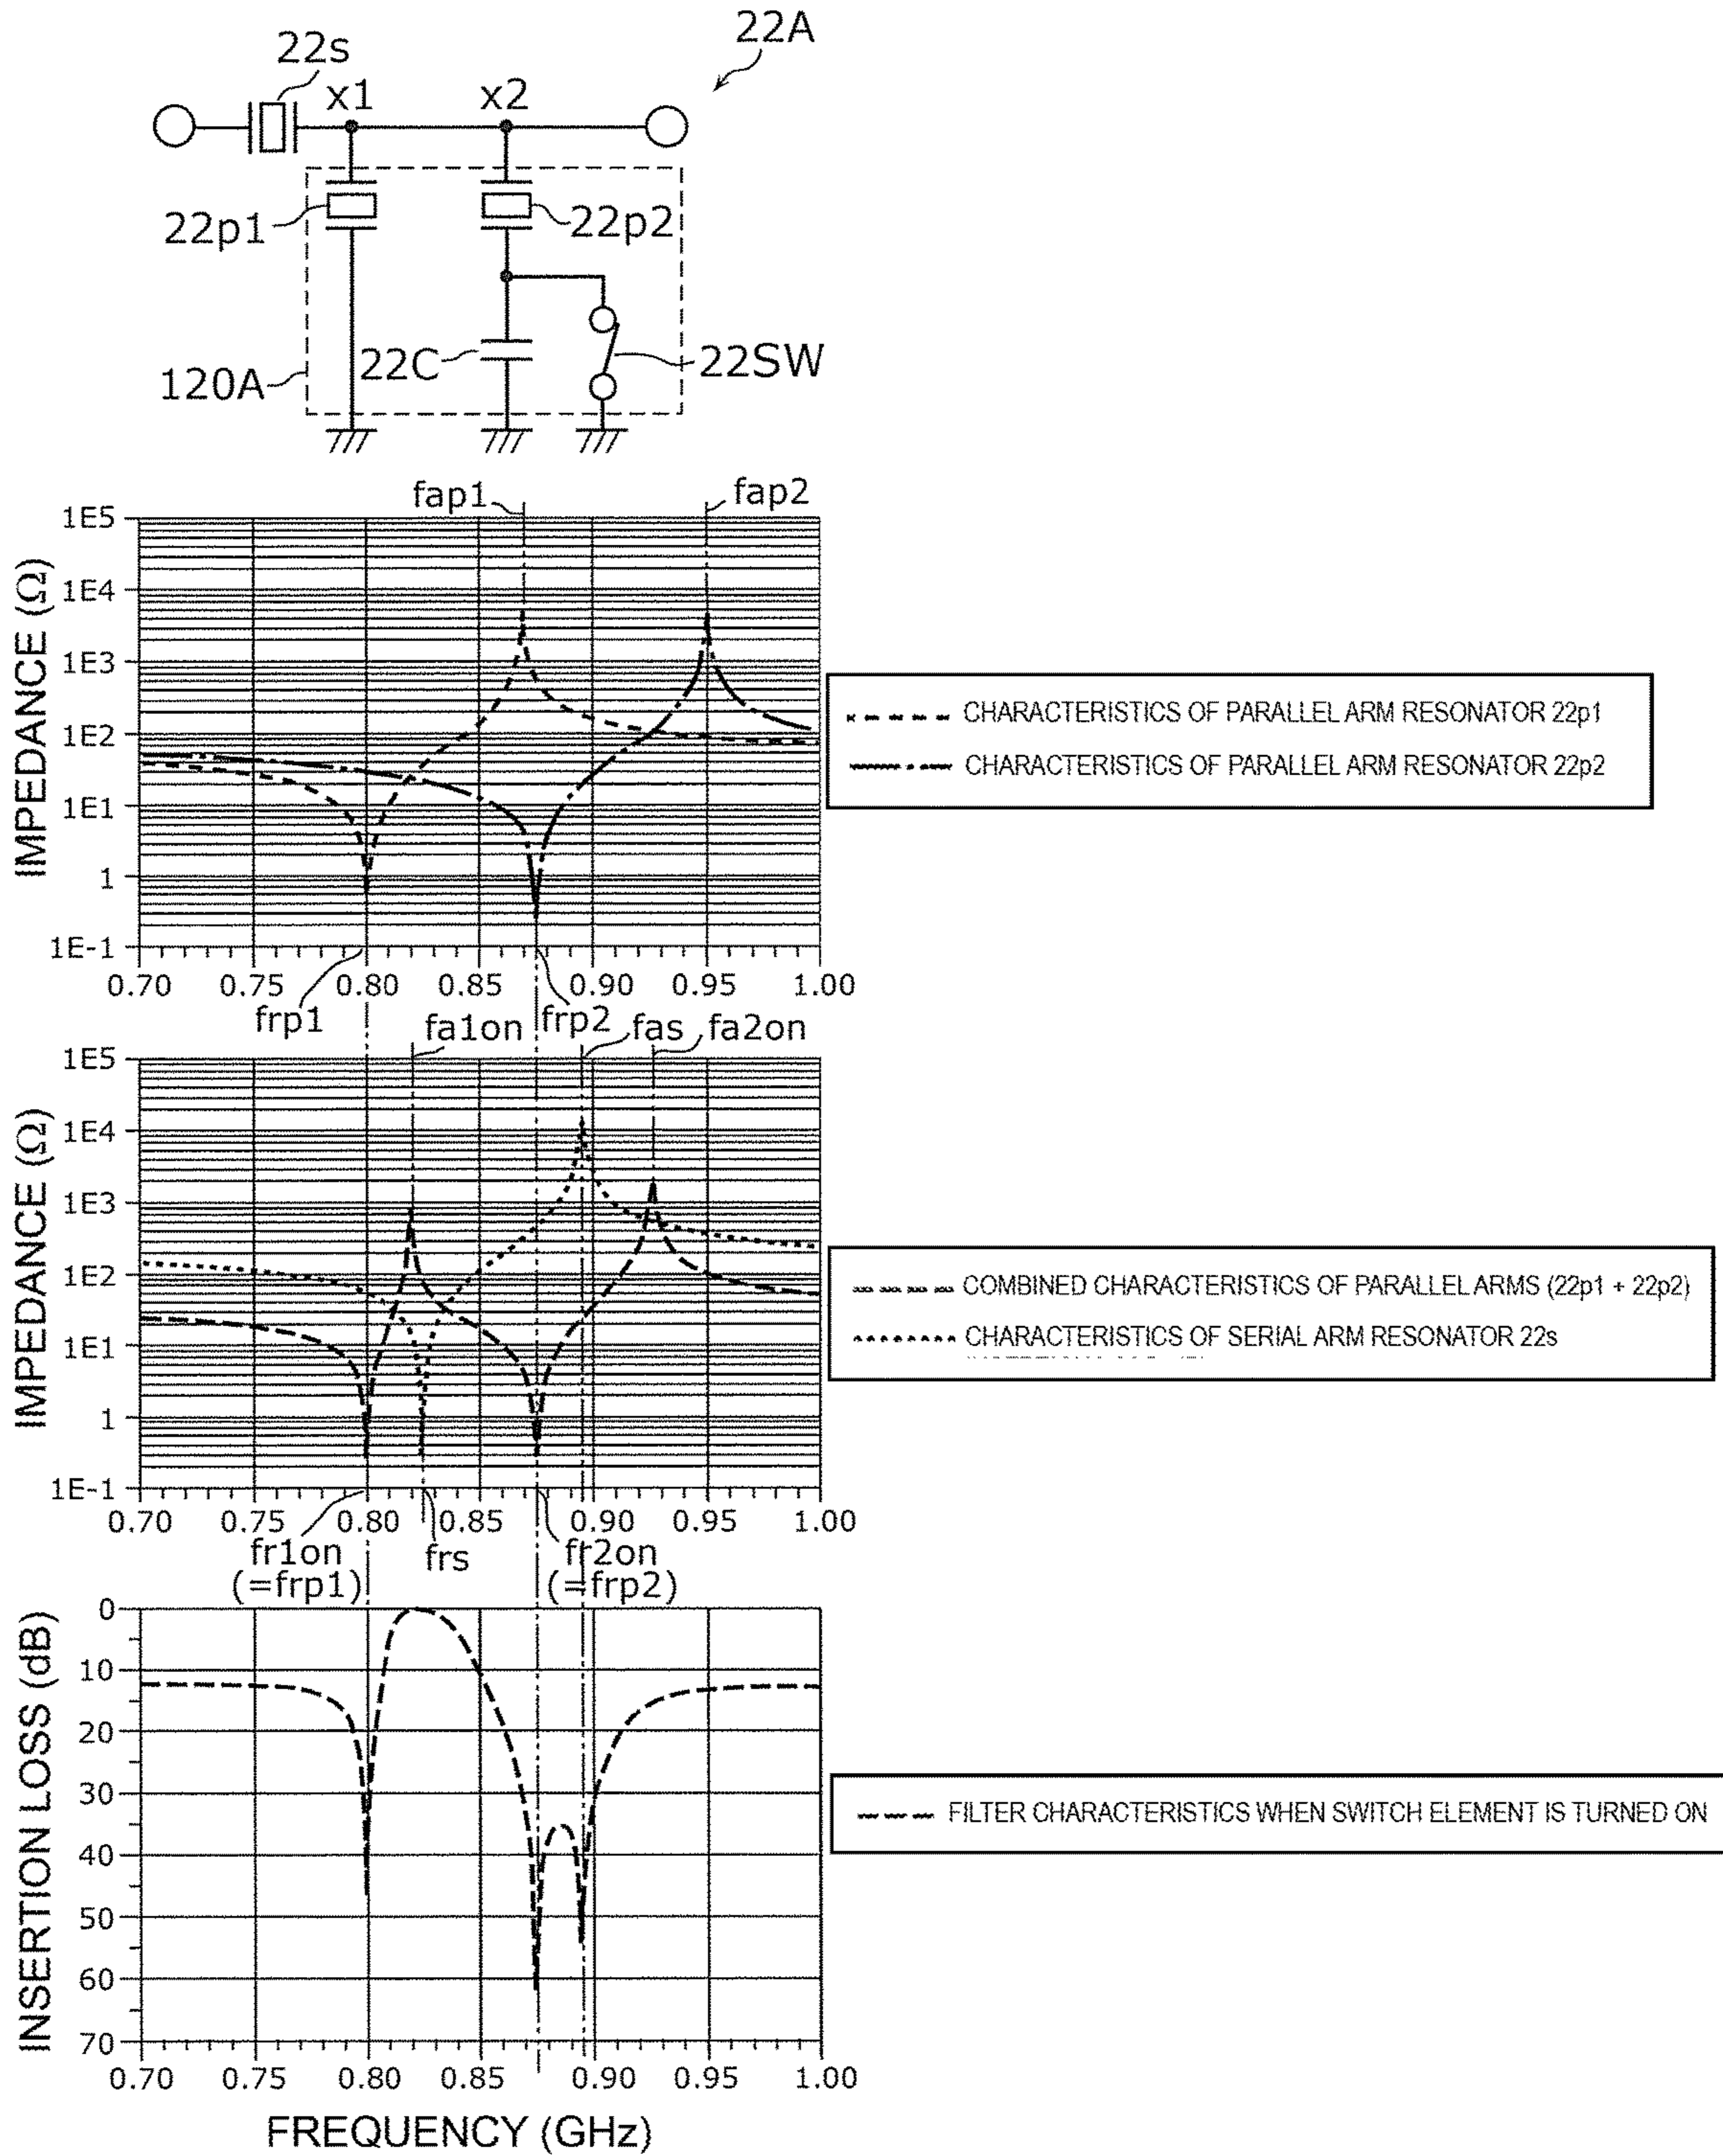 22A
22s
x1
x2
22p1
22p2
22C
22SW
120A
fap1
fap2
IMPEDANCE (Ω)
1E5
1E4
1E3
1E2
1E1
1
1E-1
0.70 0.75 0.80 0.85 0.90 0.95 1.00
CHARACTERISTICS OF PARALLEL ARM RESONATOR 22p1
CHARACTERISTICS OF PARALLEL ARM RESONATOR 22p2
frp1
frp2
fa1on
fas
fa2on
IMPEDANCE (Ω)
1E5
1E4
1E3
1E2
1E1
1
1E-1
0.70 0.75 0.80 0.85 0.90 0.95 1.00
COMBINED CHARACTERISTICS OF PARALLEL ARMS (22p1 + 22p2)
CHARACTERISTICS OF SERIAL ARM RESONATOR 22s
fr1on
(=frp1)
frs
fr2on
(=frp2)
INSERTION LOSS (dB)
0
10
20
30
40
50
60
70
0.70 0.75 0.80 0.85 0.90 0.95 1.00
FILTER CHARACTERISTICS WHEN SWITCH ELEMENT IS TURNED ON
FREQUENCY (GHz)